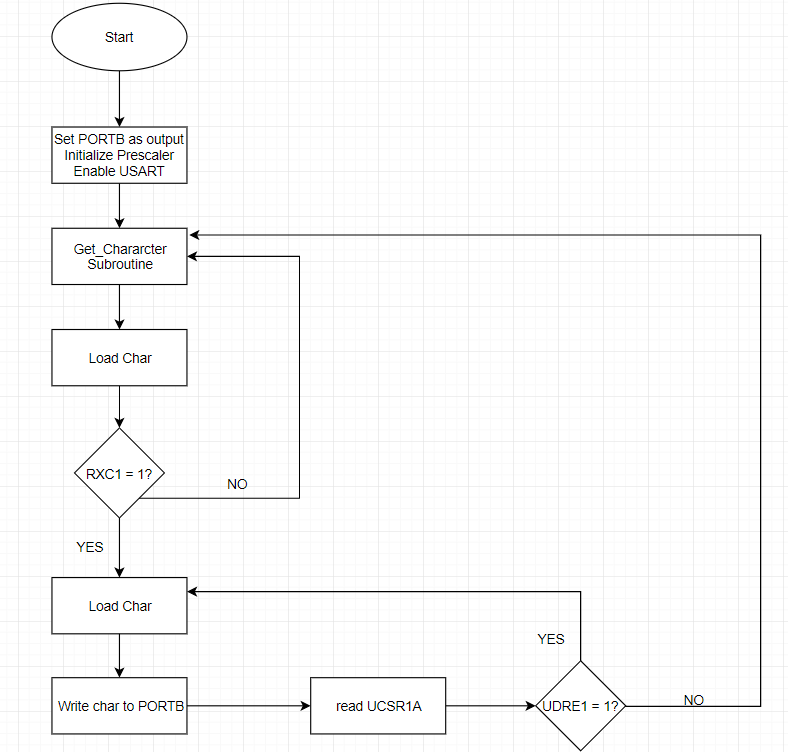 Start
Set PORTB as output
Initialize Prescaler
Enable USART
Get_Chararcter
Subroutine
Load Char
RXC1 = 1?
NO
YES
Load Char
YES
Write char to PORTB
read UCSR1A
UDRE1 = 1?
NO